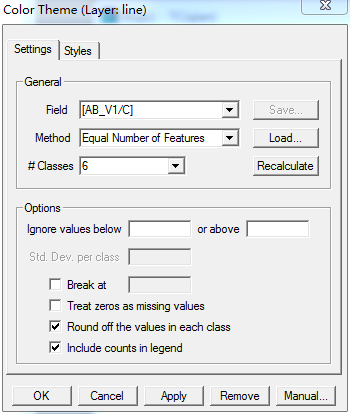 Color Theme (Layer: line)
Settings
Styles
General
Field
[AB_V1/C]
Save...
Method
Equal Number of Features
Load...
# Classes
6
Recalculate
Options
Ignore values below
or above
Std. Dev. per class
Break at
Treat zeros as missing values
Round off the values in each class
Include counts in legend
OK
Cancel
Apply
Remove
Manual...